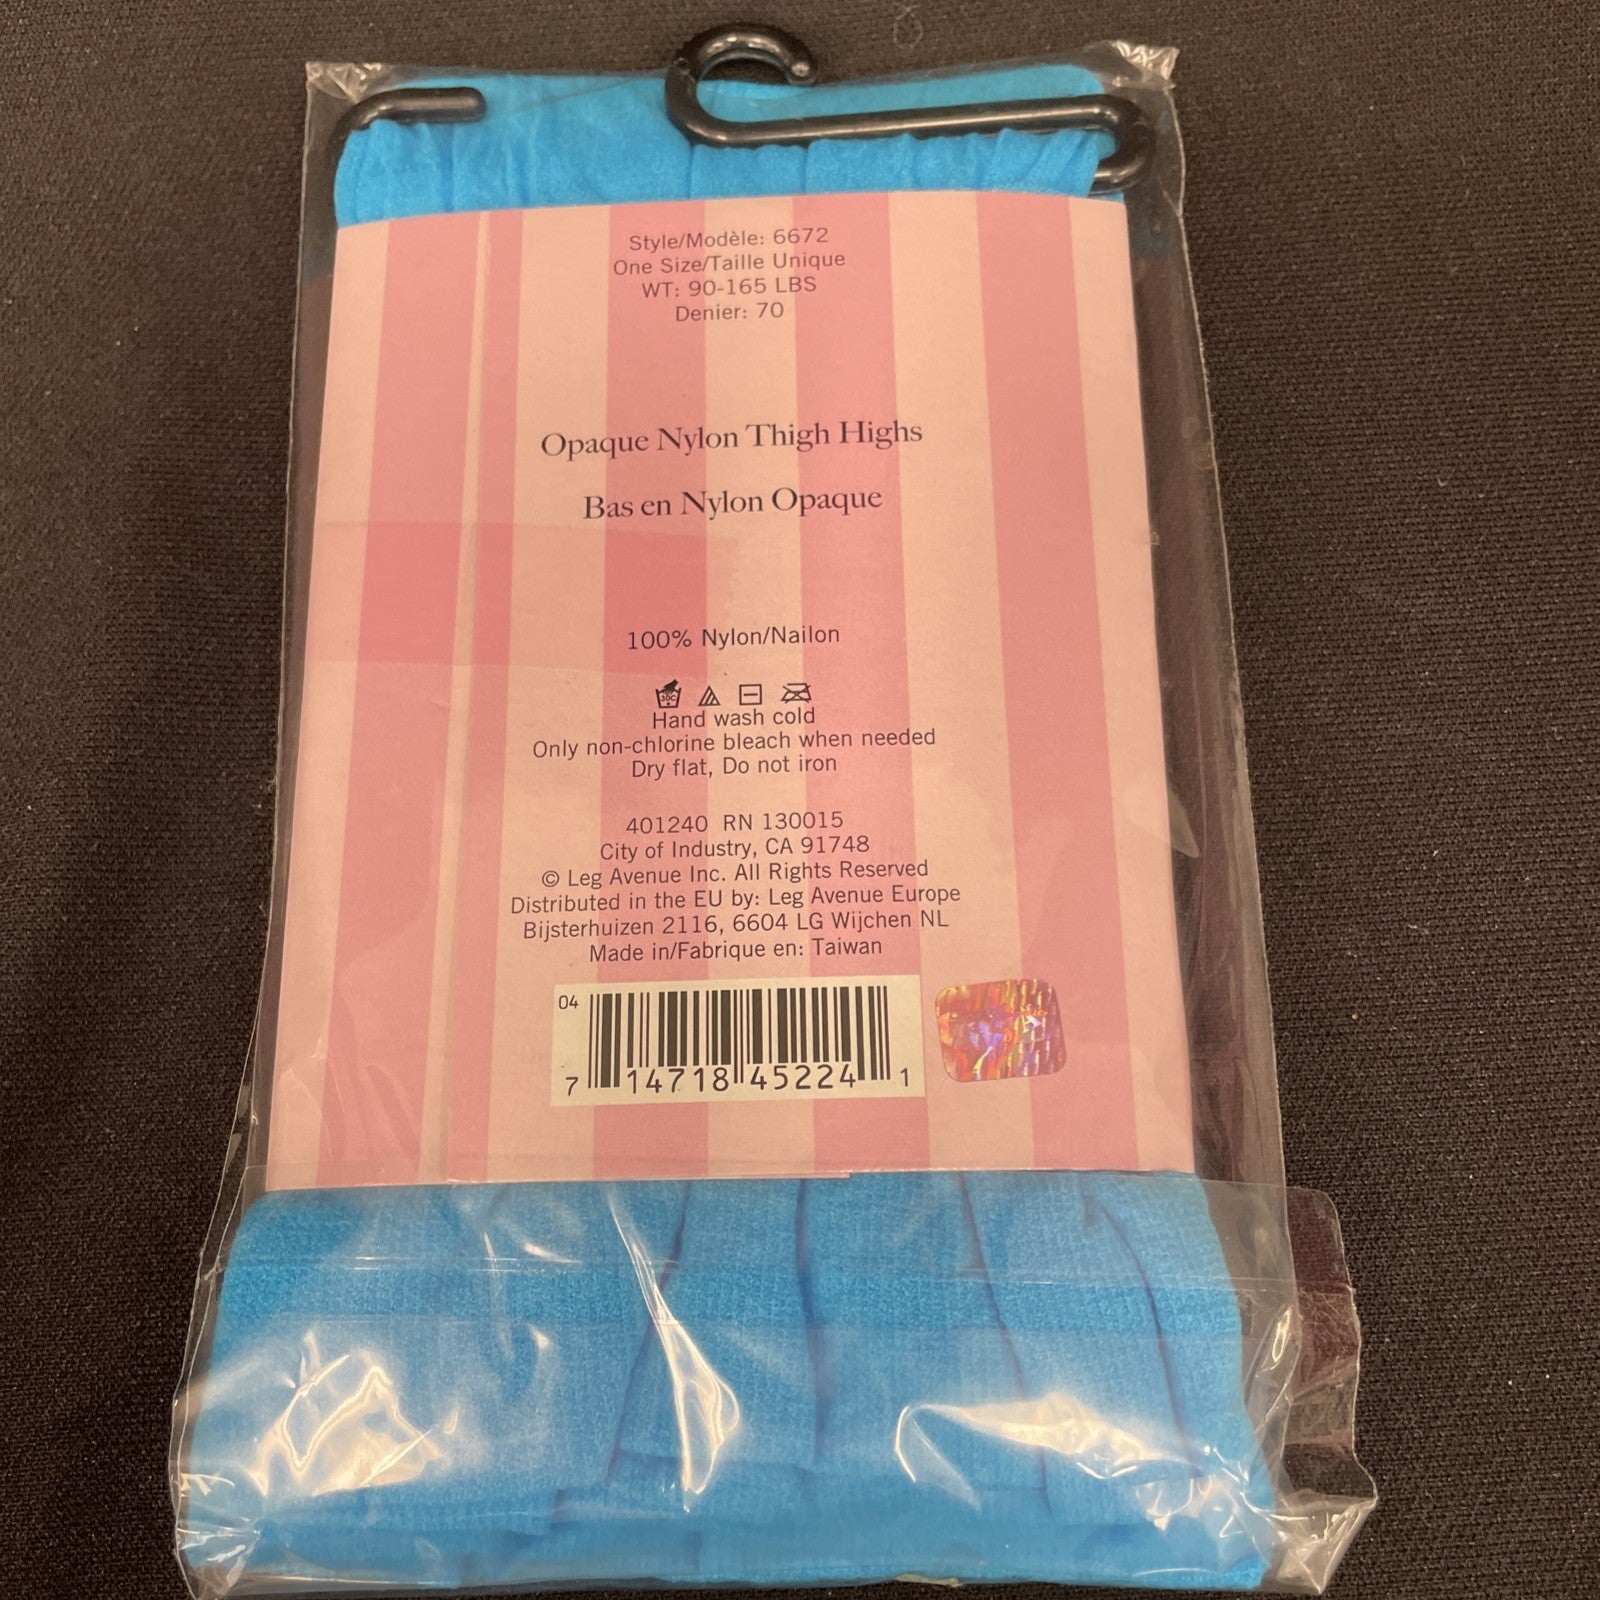 Style/Modèle: 6672
One Size/Taille Unique
WT: 90-165 LBS
Denier: 70
Opaque Nylon Thigh Highs
Bas en Nylon Opaque
100% Nylon/Nailon
30C
Hand wash cold
Only non-chlorine bleach when needed
Dry flat, Do not iron
401240 RN 130015
City of Industry, CA 91748
© Leg Avenue Inc. All Rights Reserved
Distributed in the EU by: Leg Avenue Europe
Bijsterhuizen 2116, 6604 LG Wijchen NL
Made in/Fabrique en: Taiwan
04
7 14718 45224 1